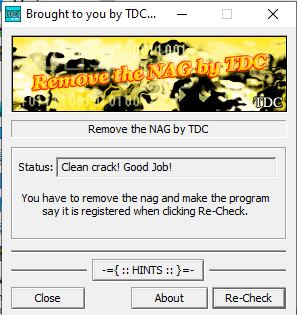 Brought to you by TDC...
Remove the NAG by TDC
TDC
Remove the NAG by TDC
Status: Clean crack! Good Job!
You have to remove the nag and make the program
say it is registered when clicking Re-Check.
-={ :: HINTS :: }=-
Close About Re-Check